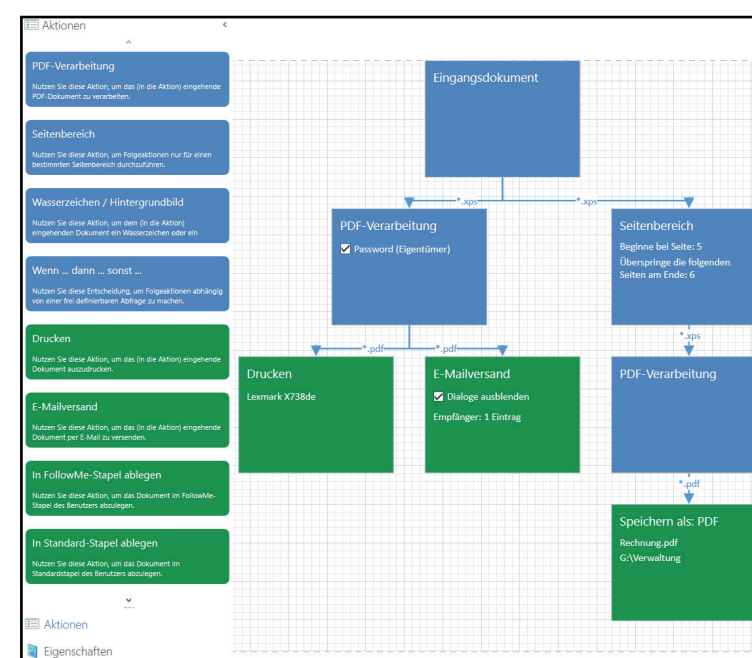 Aktionen
PDF-Verarbeitung
Nutzen Sie diese Aktion, um das (in die Aktion) eingehende
PDF-Dokument zu verarbeiten.
Seitenbereich
Nutzen Sie diese Aktion, um Folgeaktionen nur für einen
bestimmten Seitenbereich durchzuführen.
Wasserzeichen / Hintergrundbild
Nutzen Sie diese Aktion, um dem (in die Aktion)
eingehenden Dokument ein Wasserzeichen oder ein
Wenn ... dann ... sonst ...
Nutzen Sie diese Entscheidung, um Folgeaktionen abhängig
von einer frei definierbaren Abfrage zu machen.
Drucken
Nutzen Sie diese Aktion, um das (in die Aktion) eingehende
Dokument auszudrucken.
E-Mailversand
Nutzen Sie diese Aktion, um das (in die Aktion) eingehende
Dokument per E-Mail zu versenden.
In FollowMe-Stapel ablegen
Nutzen Sie diese Aktion, um das Dokument im FollowMe-
Stapel des Benutzers abzulegen.
In Standard-Stapel ablegen
Nutzen Sie diese Aktion, um das Dokument im
Standardstapel des Benutzers abzulegen.
Aktionen
Eigenschaften
Eingangsdokument
*.xps
*.xps
PDF-Verarbeitung
Password (Eigentümer)
Seitenbereich
Beginne bei Seite: 5
Überspringe die folgenden
Seiten am Ende: 6
*.pdf
*.pdf
*.xps
Drucken
Lexmark X738de
E-Mailversand
Dialoge ausblenden
Empfänger: 1 Eintrag
PDF-Verarbeitung
*.pdf
Speichern als: PDF
Rechnung.pdf
G:\Verwaltung